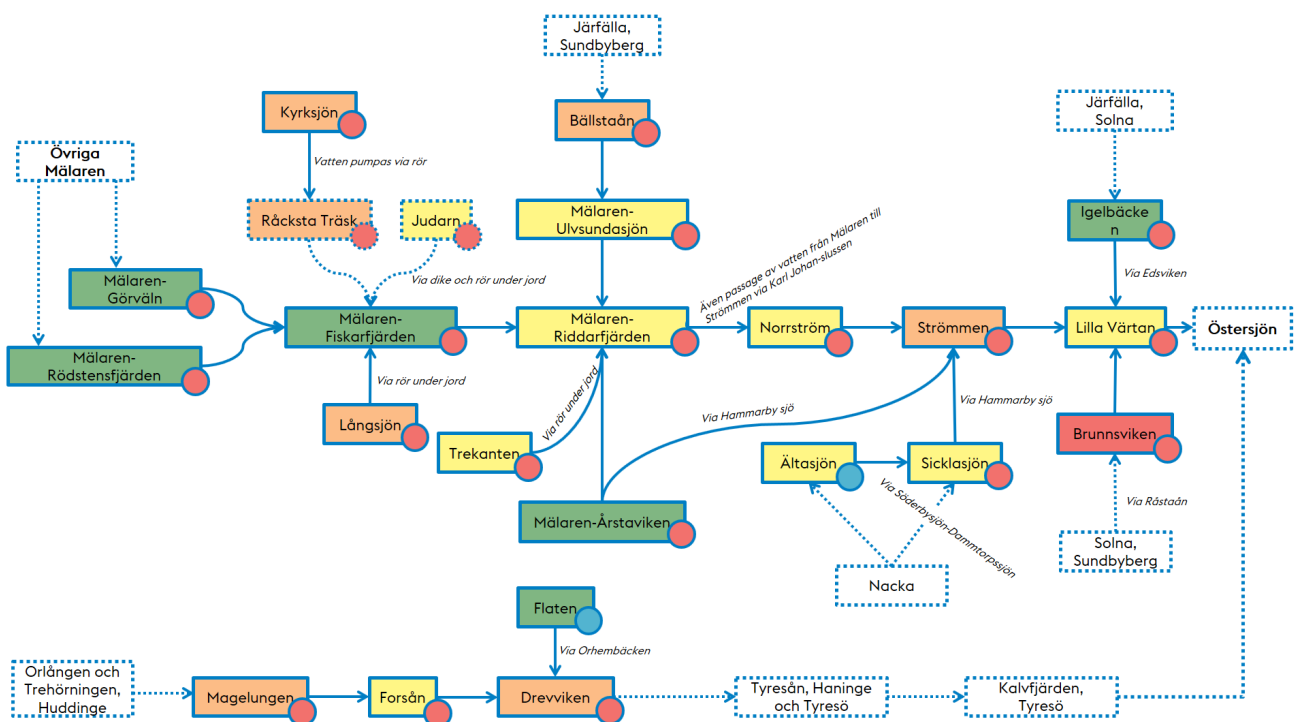 Järfälla,
Sundbyberg
Kyrksjön
Bällstaån
Järfälla,
Solna
Övriga
Mälaren
Vatten pumpas via rör
Råcksta Träsk
Judarn
Mälaren-
Ulvsundasjön
Igelbäcke
n
Även passage av vatten från Mälaren till
Strömmen via Karl Johan-slussen
Via dike och rör under jord
Via Edsviken
Mälaren-
Görväln
Mälaren-
Fiskarfjärden
Mälaren-
Riddarfjärden
Norrström
Strömmen
Lilla Värtan
Östersjön
Mälaren-
Rödstensfjärden
Via rör under jord
Via rör under jord
Via Hammarby sjö
Via Hammarby sjö
Långsjön
Trekanten
Ältasjön
Sicklasjön
Brunnsviken
Via Söderbysjön-Dammtorpssjön
Via Råstaån
Mälaren-Årstaviken
Solna,
Sundbyberg
Nacka
Flaten
Via Orhembäcken
Orlången och
Trehörningen,
Huddinge
Magelungen
Forsån
Drevviken
Tyresån, Haninge
och Tyresö
Kalvfjärden,
Tyresö